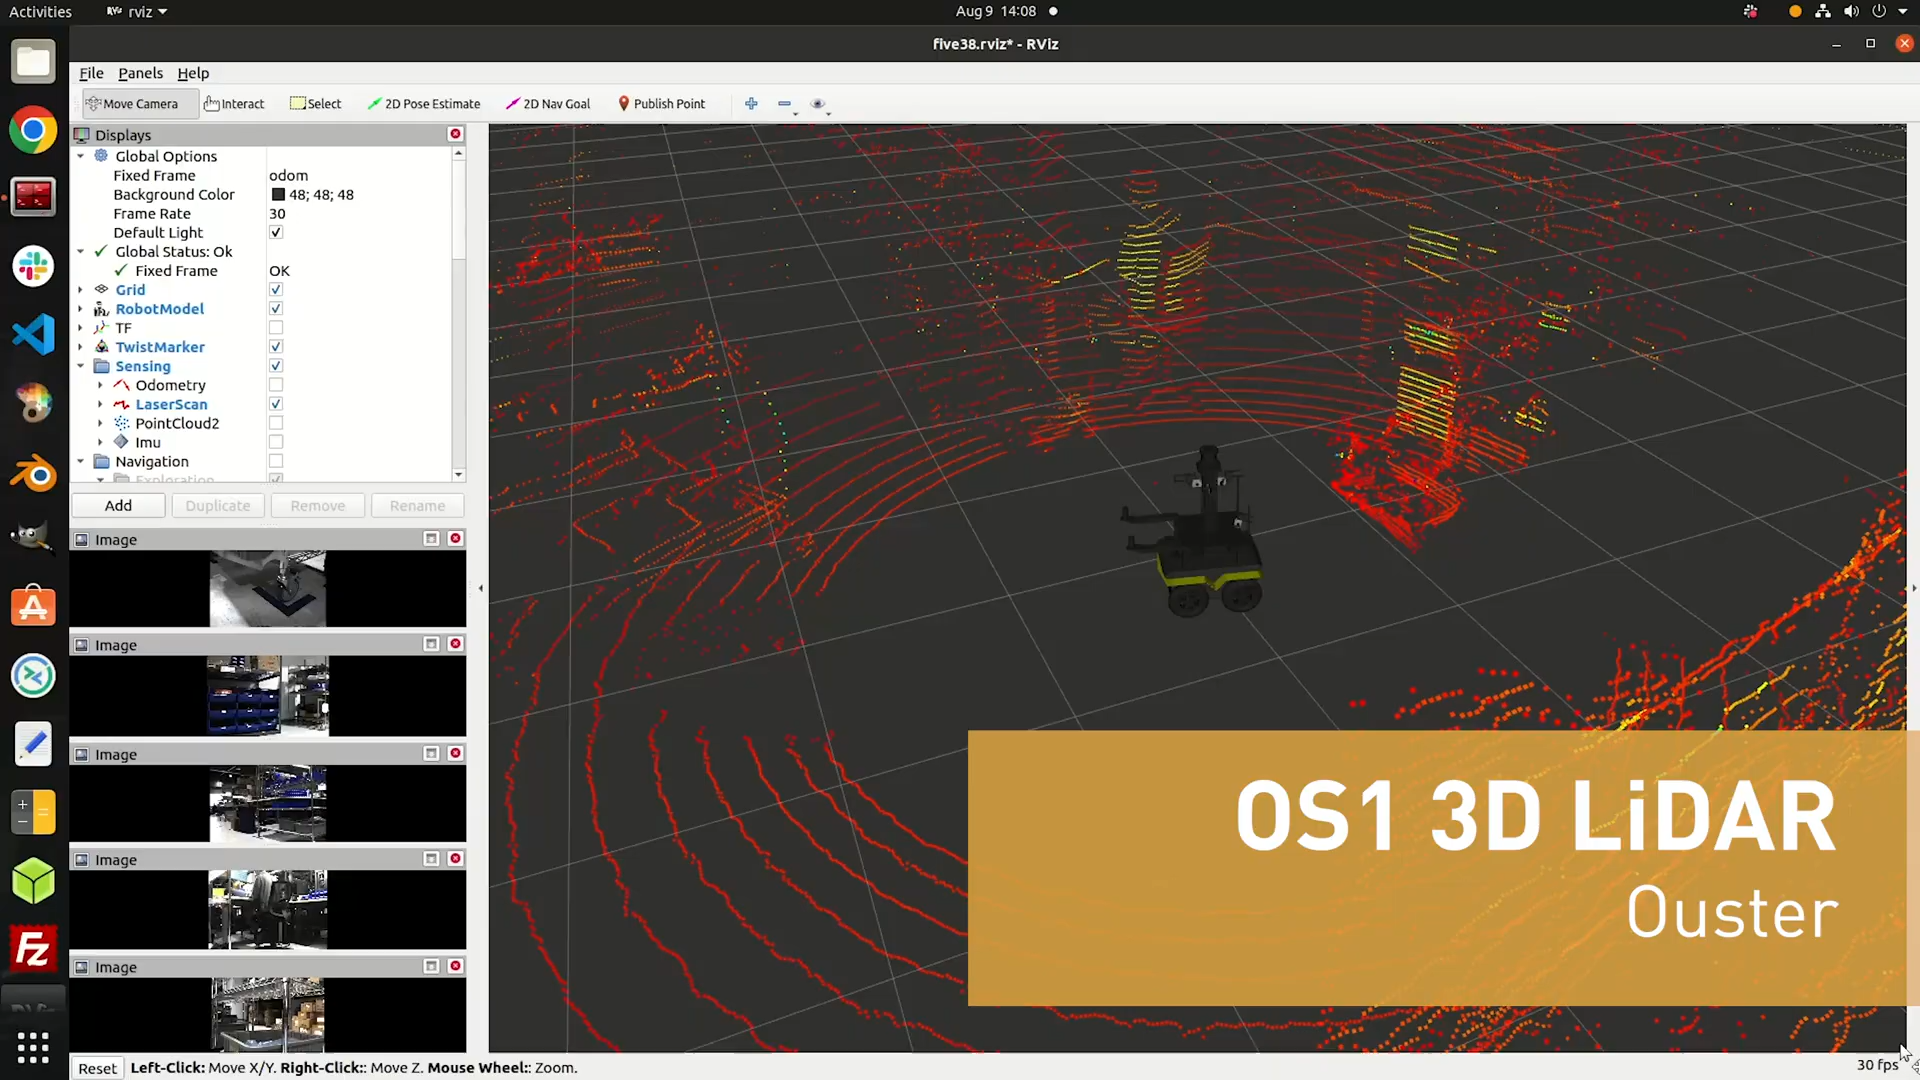 Activities
rviz
Aug 9 14:08
five38.rviz* - RViz
File Panels Help
Move Camera
Interact
Select
2D Pose Estimate
2D Nav Goal
Publish Point
Displays
Global Options
Fixed Frame odom
Background Color 48; 48; 48
Frame Rate 30
Default Light
Global Status: Ok
Fixed Frame OK
Grid
RobotModel
TF
TwistMarker
Sensing
Odometry
LaserScan
PointCloud2
Imu
Navigation
Exploration
Add Duplicate Remove Rename
Image
Image
Image
Image
Image
OS1 3D LiDAR
Ouster
Reset Left-Click: Move X/Y. Right-Click:: Move Z. Mouse Wheel:: Zoom.
30 fps